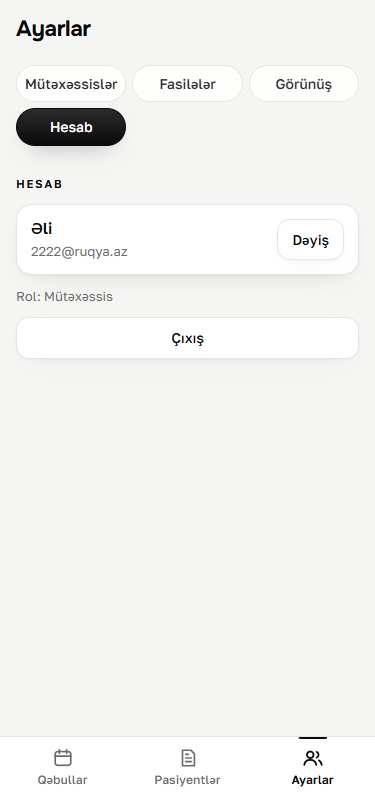 Ayarlar
Mütəxəssislər
Fasilələr
Görünüş
Hesab
HESAB
Əli
2222@ruqya.az
Dəyiş
Rol: Mütəxəssis
Çıxış
Qəbullar
Pasiyentlər
Ayarlar